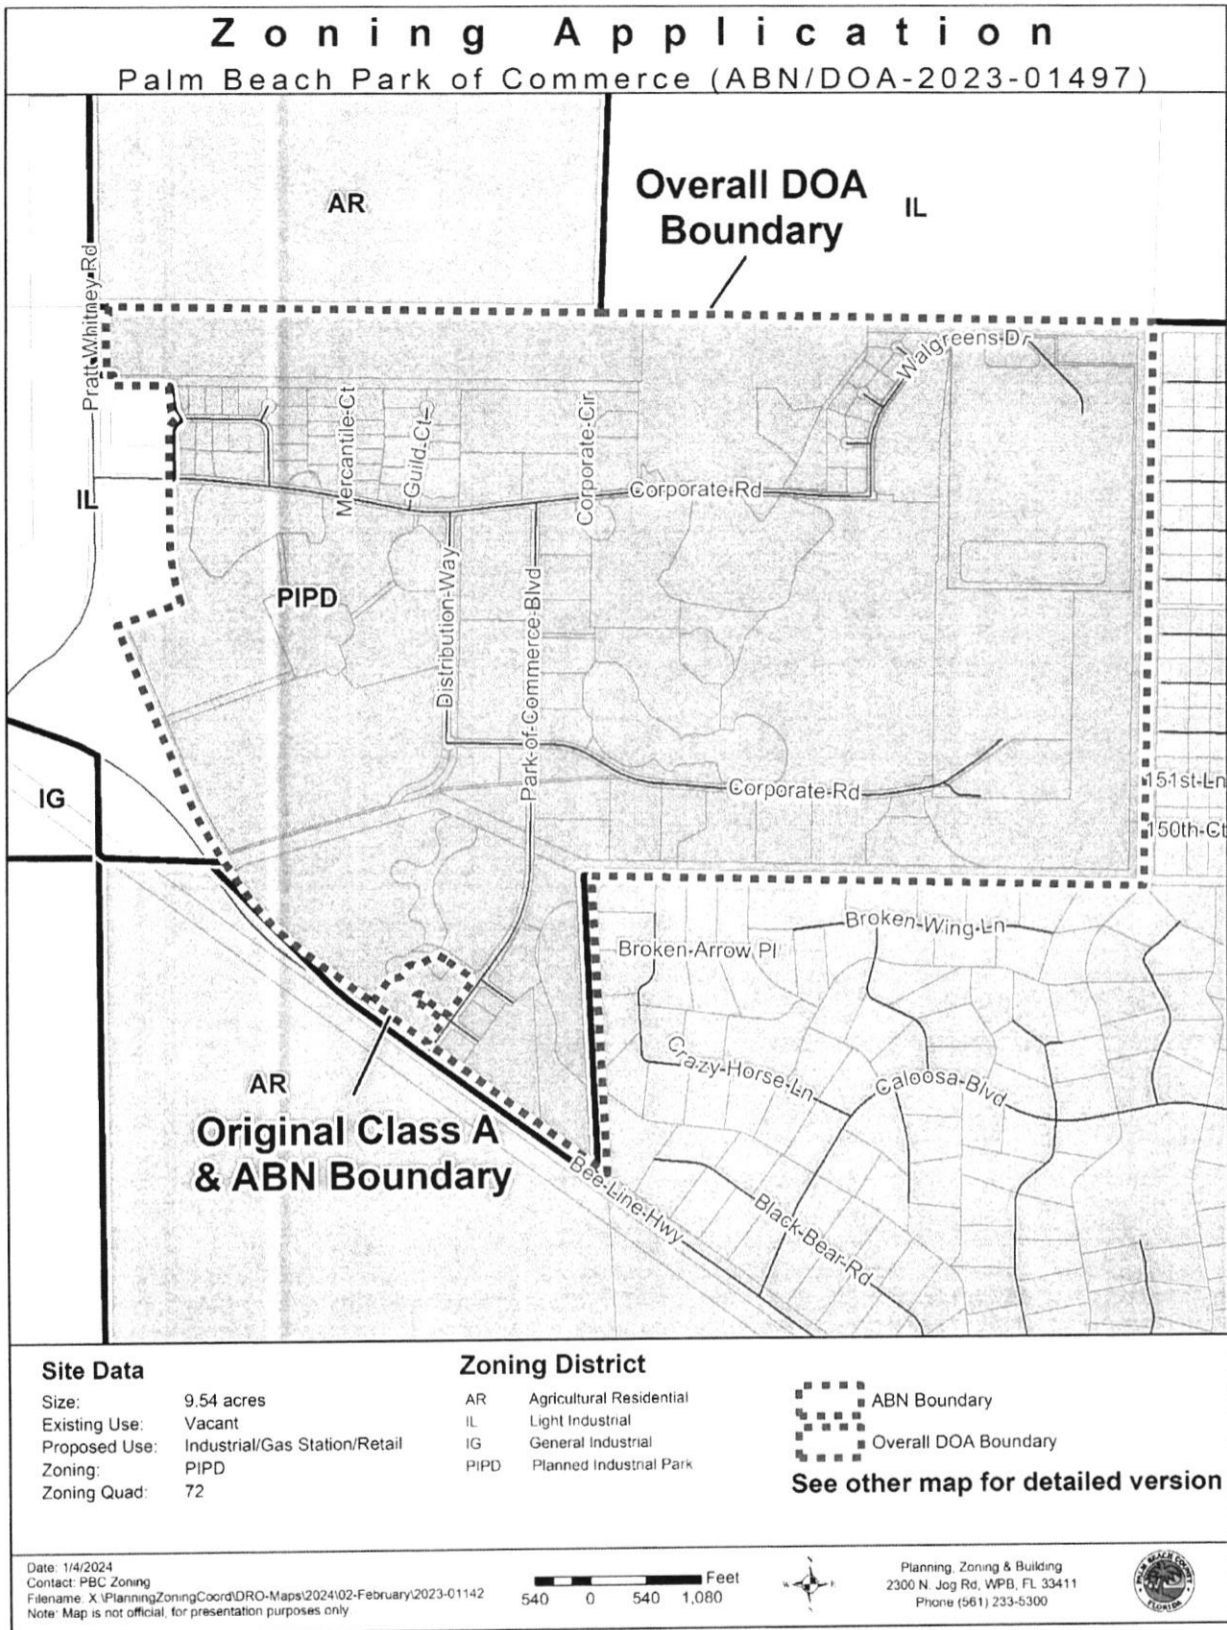 Zoning Application
Palm Beach Park of Commerce (ABN/DOA-2023-01497)
AR
Overall DOA
Boundary
IL
Pratt-Whitney Rd
Walgreens-Dr
Mercantile-Ct
Guild-Ct
Corporate-Cir
Corporate-Rd
IL
PIPD
Distribution-Way
Park-of-Commerce-Blvd
IG
Corporate-Rd
151st-Ln
150th-Ct
Broken-Wing-Ln
Broken-Arrow Pl
Crazy-Horse-Ln
Caloosa-Blvd
AR
Original Class A
& ABN Boundary
Bee-Line-Hwy
Black-Bear-Rd
Site Data
Size: 9.54 acres
Existing Use: Vacant
Proposed Use: Industrial/Gas Station/Retail
Zoning: PIPD
Zoning Quad: 72
Zoning District
AR Agricultural Residential
IL Light Industrial
IG General Industrial
PIPD Planned Industrial Park
ABN Boundary
Overall DOA Boundary
See other map for detailed version
Date: 1/4/2024
Contact: PBC Zoning
Filename: X:\PlanningZoningCoord\DRO-Maps\2024\02-February\2023-01142
Note: Map is not official, for presentation purposes only
Feet
540 0 540 1,080
Planning, Zoning & Building
2300 N. Jog Rd, WPB, FL 33411
Phone (561) 233-5300
PALM BEACH COUNTY
FLORIDA